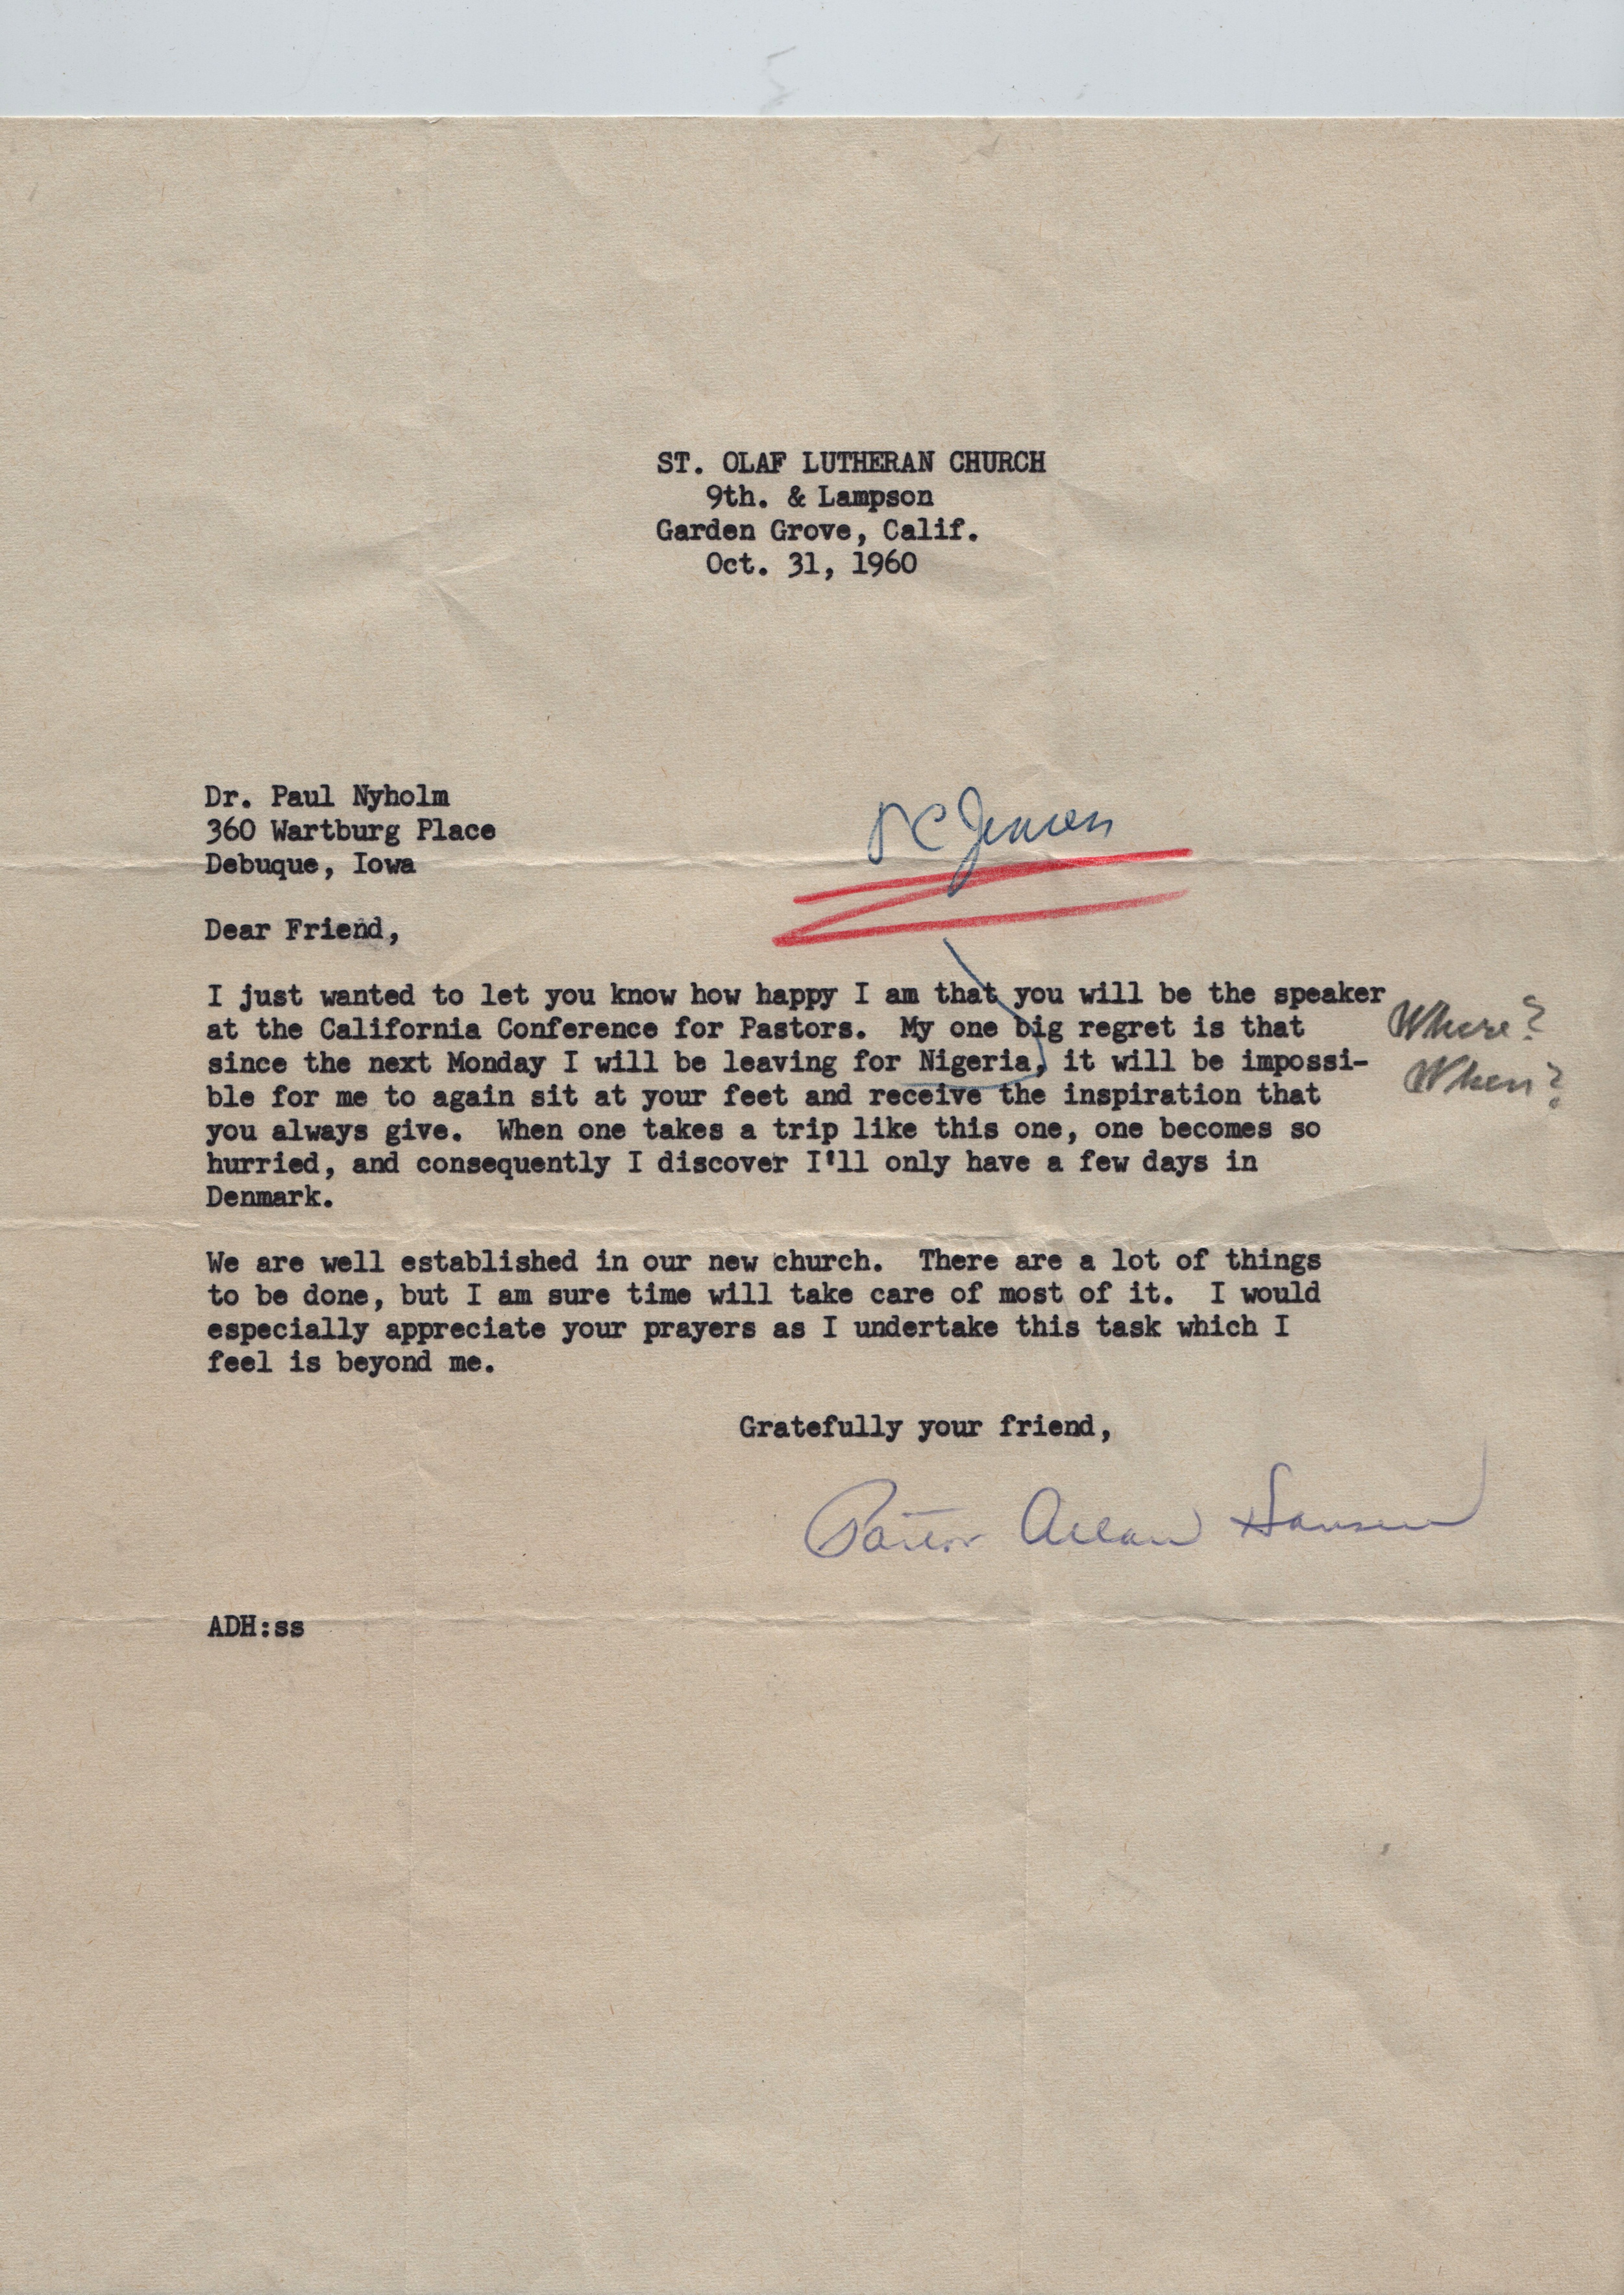 ST. OLAF LUTHERAN CHURCH
9th. & Lampson
Garden Grove, Calif.
Oct. 31, 1960
Dr. Paul Nyholm
360 Wartburg Place
Debuque, Iowa
C Jensen
Dear Friend,
I just wanted to let you know how happy I am that you will be the speaker
at the California Conference for Pastors. My one big regret is that
Where?
since the next Monday I will be leaving for Nigeria, it will be impossi-
When?
ble for me to again sit at your feet and receive the inspiration that
you always give. When one takes a trip like this one, one becomes so
hurried, and consequently I discover I'll only have a few days in
Denmark.
We are well established in our new church. There are a lot of things
to be done, but I am sure time will take care of most of it. I would
especially appreciate your prayers as I undertake this task which I
feel is beyond me.
Gratefully your friend,
Pastor Allan Hansen
ADH:ss